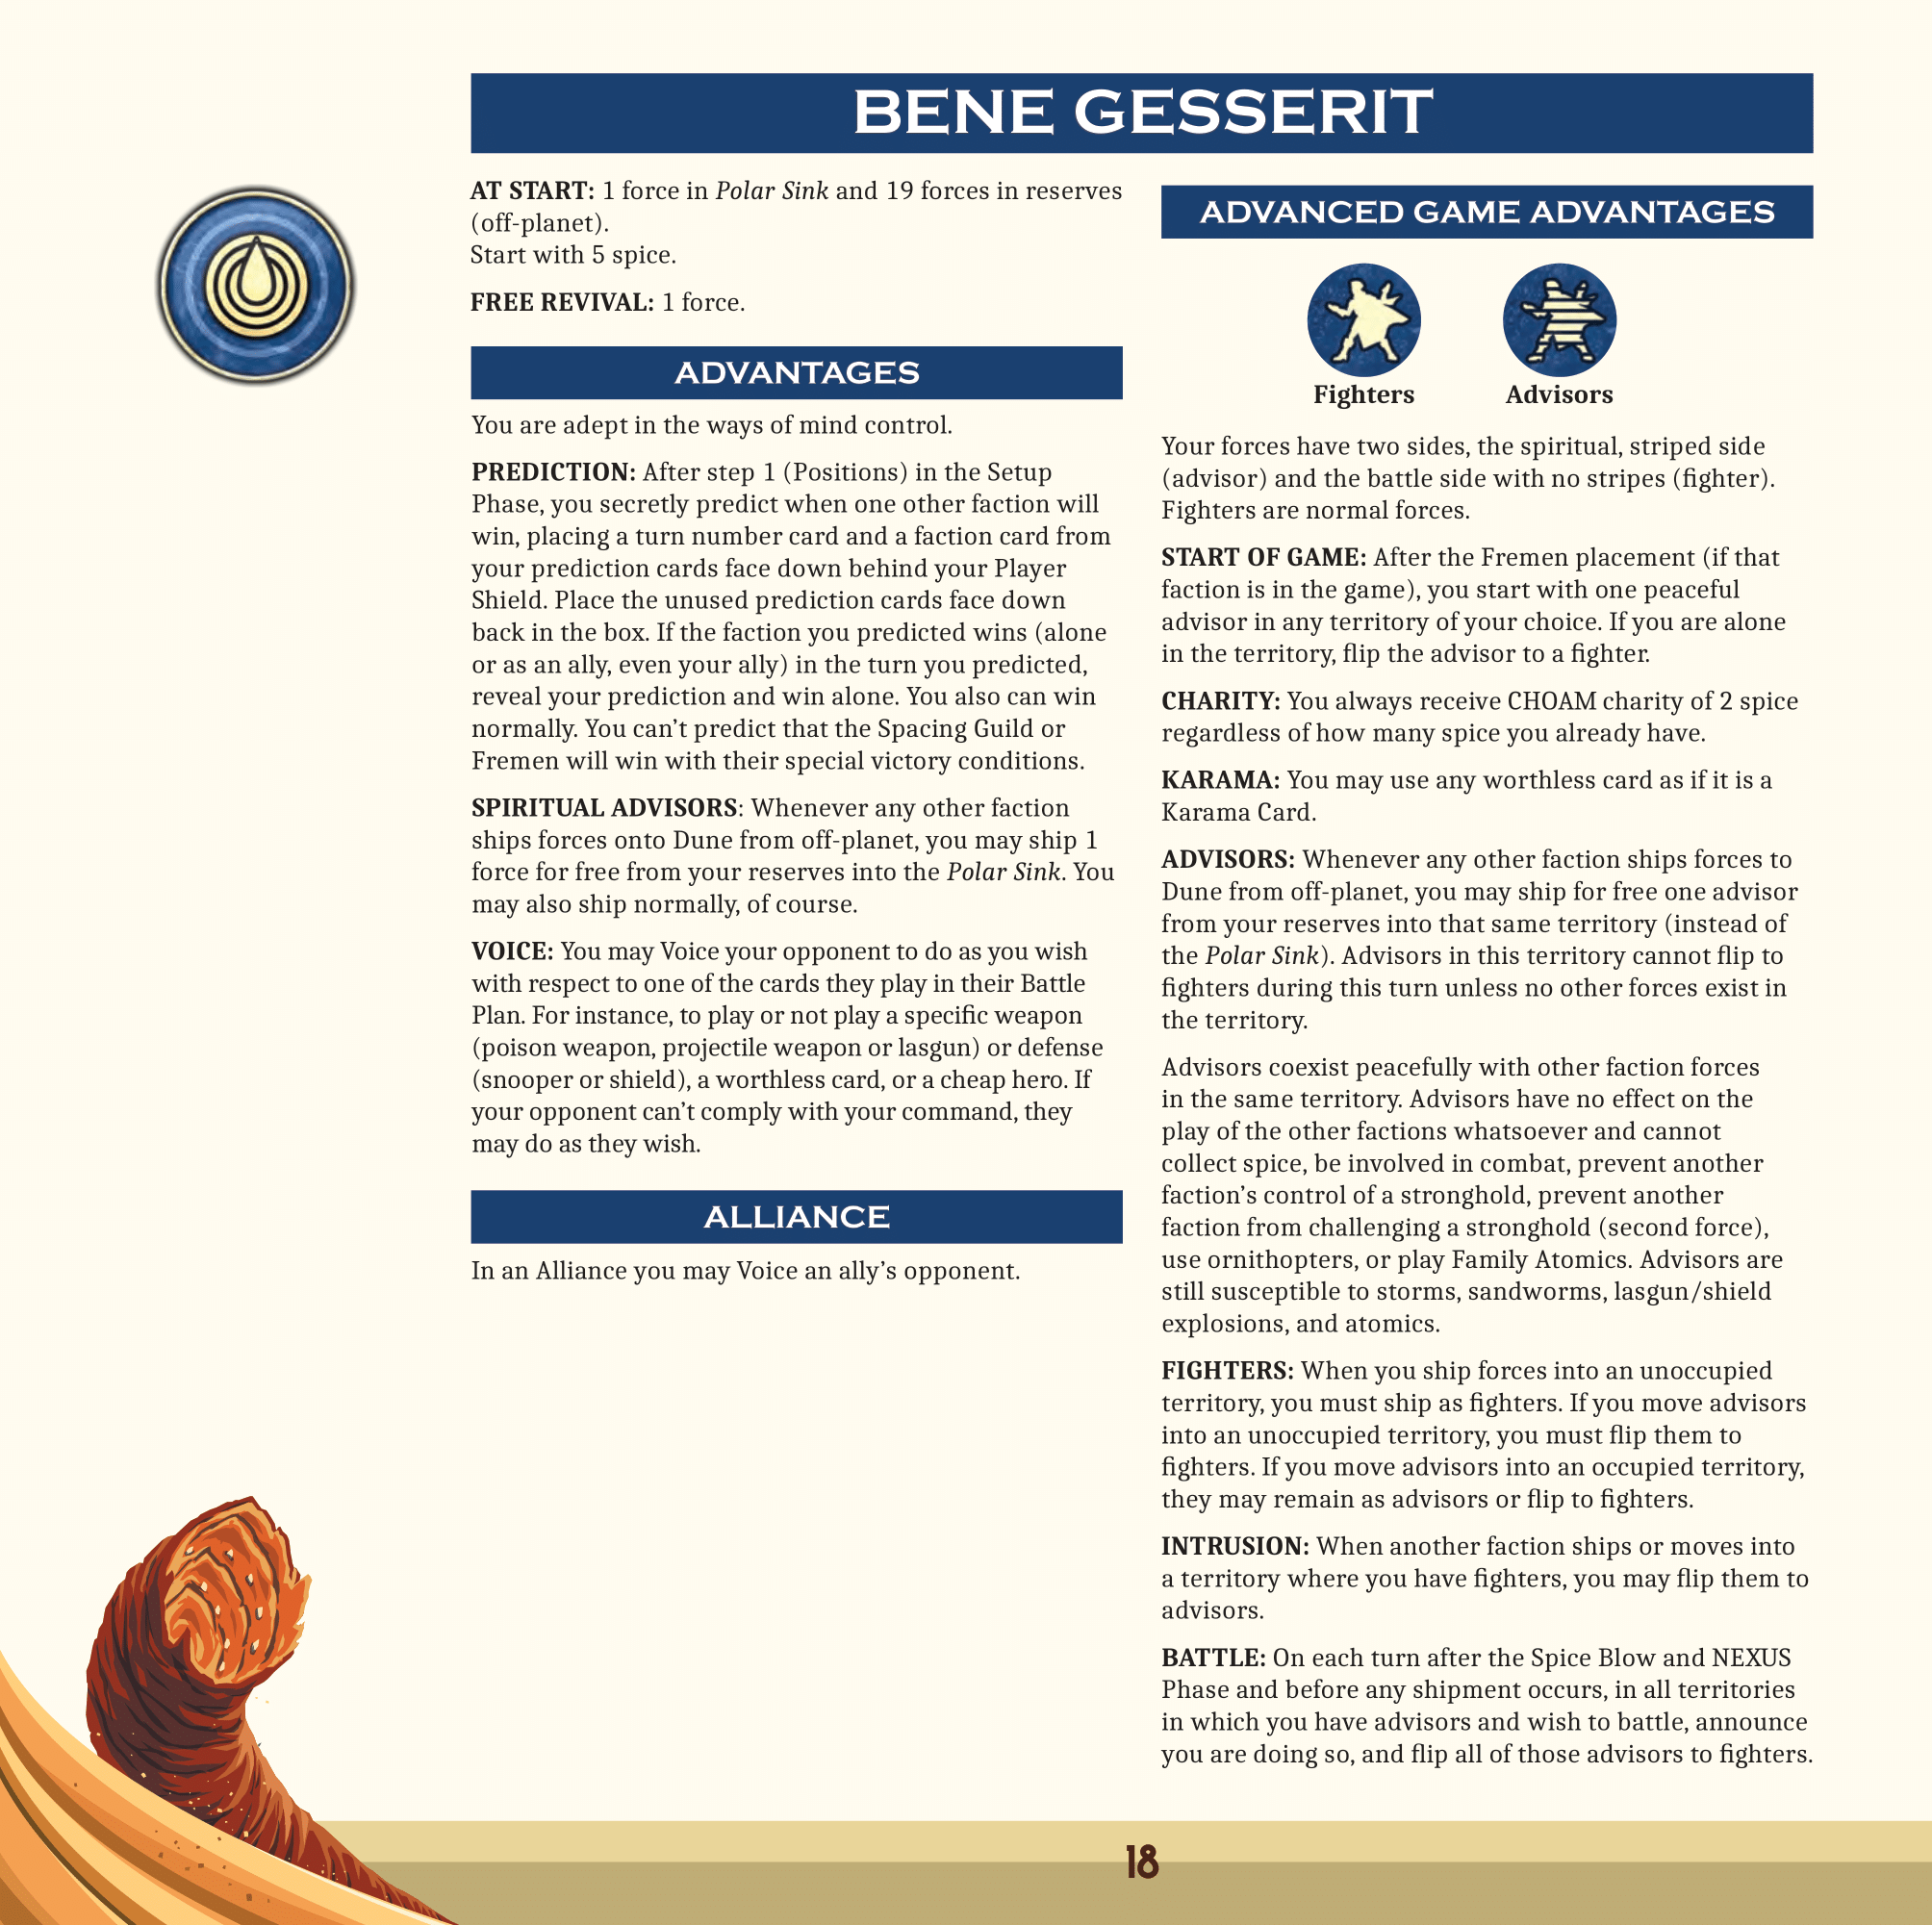 BENE GESSERIT
AT START: 1 force in Polar Sink and 19 forces in reserves
(off-planet).
Start with 5 spice.
FREE REVIVAL: 1 force.
ADVANTAGES
You are adept in the ways of mind control.
PREDICTION: After step 1 (Positions) in the Setup
Phase, you secretly predict when one other faction will
win, placing a turn number card and a faction card from
your prediction cards face down behind your Player
Shield. Place the unused prediction cards face down
back in the box. If the faction you predicted wins (alone
or as an ally, even your ally) in the turn you predicted,
reveal your prediction and win alone. You also can win
normally. You can’t predict that the Spacing Guild or
Fremen will win with their special victory conditions.
SPIRITUAL ADVISORS: Whenever any other faction
ships forces onto Dune from off-planet, you may ship 1
force for free from your reserves into the Polar Sink. You
may also ship normally, of course.
VOICE: You may Voice your opponent to do as you wish
with respect to one of the cards they play in their Battle
Plan. For instance, to play or not play a specific weapon
(poison weapon, projectile weapon or lasgun) or defense
(snooper or shield), a worthless card, or a cheap hero. If
your opponent can’t comply with your command, they
may do as they wish.
ALLIANCE
In an Alliance you may Voice an ally’s opponent.
ADVANCED GAME ADVANTAGES
Fighters
Advisors
Your forces have two sides, the spiritual, striped side
(advisor) and the battle side with no stripes (fighter).
Fighters are normal forces.
START OF GAME: After the Fremen placement (if that
faction is in the game), you start with one peaceful
advisor in any territory of your choice. If you are alone
in the territory, flip the advisor to a fighter.
CHARITY: You always receive CHOAM charity of 2 spice
regardless of how many spice you already have.
KARAMA: You may use any worthless card as if it is a
Karama Card.
ADVISORS: Whenever any other faction ships forces to
Dune from off-planet, you may ship for free one advisor
from your reserves into that same territory (instead of
the Polar Sink). Advisors in this territory cannot flip to
fighters during this turn unless no other forces exist in
the territory.
Advisors coexist peacefully with other faction forces
in the same territory. Advisors have no effect on the
play of the other factions whatsoever and cannot
collect spice, be involved in combat, prevent another
faction’s control of a stronghold, prevent another
faction from challenging a stronghold (second force),
use ornithopters, or play Family Atomics. Advisors are
still susceptible to storms, sandworms, lasgun/shield
explosions, and atomics.
FIGHTERS: When you ship forces into an unoccupied
territory, you must ship as fighters. If you move advisors
into an unoccupied territory, you must flip them to
fighters. If you move advisors into an occupied territory,
they may remain as advisors or flip to fighters.
INTRUSION: When another faction ships or moves into
a territory where you have fighters, you may flip them to
advisors.
BATTLE: On each turn after the Spice Blow and NEXUS
Phase and before any shipment occurs, in all territories
in which you have advisors and wish to battle, announce
you are doing so, and flip all of those advisors to fighters.
18